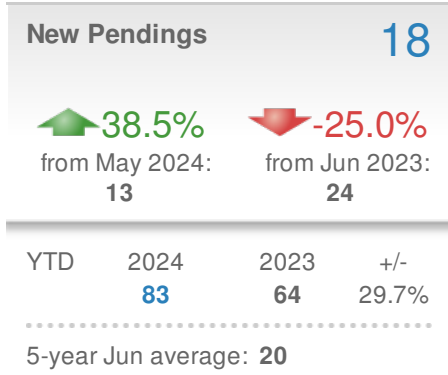 New Pendings 18
38.5% -25.0%
from May 2024: from Jun 2023:
13 24
YTD 2024 2023 +/-
83 64 29.7%
5-year Jun average: 20